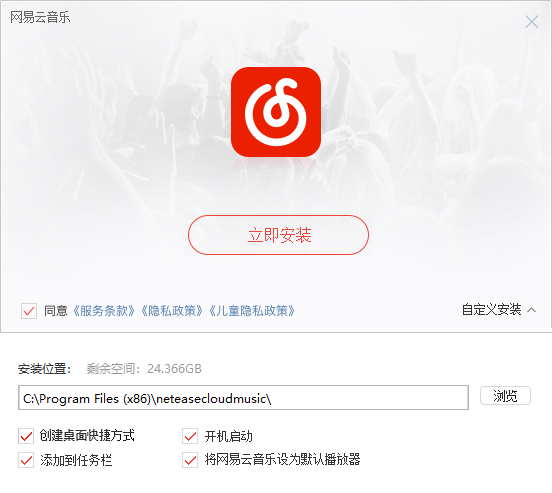 网易云音乐
立即安装
同意《服务条款》《隐私政策》《儿童隐私政策》 自定义安装
安装位置： 剩余空间：24.366GB
C:\Program Files (x86)\neteasecloudmusic\ 浏览
创建桌面快捷方式 开机启动
添加到任务栏 将网易云音乐设为默认播放器